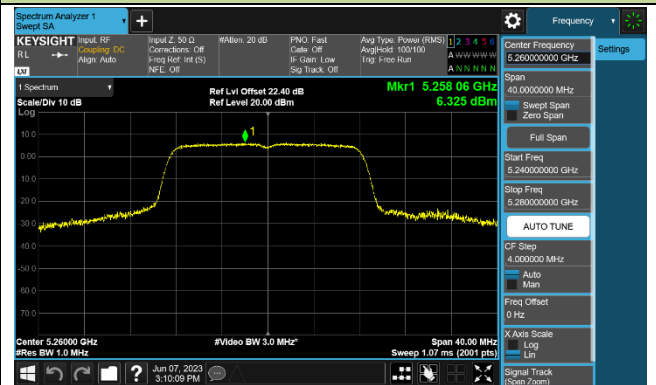 Spectrum Analyzer 1
Swept SA
+
Frequency
KEYSIGHT
RL
LXI
Input: RF
Coupling: DC
Align: Auto
Input Z: 50 Ω
Corrections: Off
Freq Ref: Int (S)
NFE: Off
#Atten: 20 dB
PNO: Fast
Gate: Off
IF Gain: Low
Sig Track: Off
Avg Type: Power (RMS)
Avg|Hold: 100/100
Trig: Free Run
1 2 3 4 5 6
A W W W W W
A N N N N N
1 Spectrum
Scale/Div 10 dB
Log
Ref Lvl Offset 22.40 dB
Ref Level 20.00 dBm
Mkr1 5.258 06 GHz
6.325 dBm
1
10.0
0.00
-10.0
-20.0
-30.0
-40.0
-50.0
-60.0
-70.0
Center 5.26000 GHz
#Res BW 1.0 MHz
#Video BW 3.0 MHz*
Span 40.00 MHz
Sweep 1.07 ms (2001 pts)
Jun 07, 2023
3:10:09 PM
?
Center Frequency
5.260000000 GHz
Settings
Span
40.0000000 MHz
Swept Span
Zero Span
Full Span
Start Freq
5.240000000 GHz
Stop Freq
5.280000000 GHz
AUTO TUNE
CF Step
4.000000 MHz
Auto
Man
Freq Offset
0 Hz
X Axis Scale
Log
Lin
Signal Track
(Span Zoom)